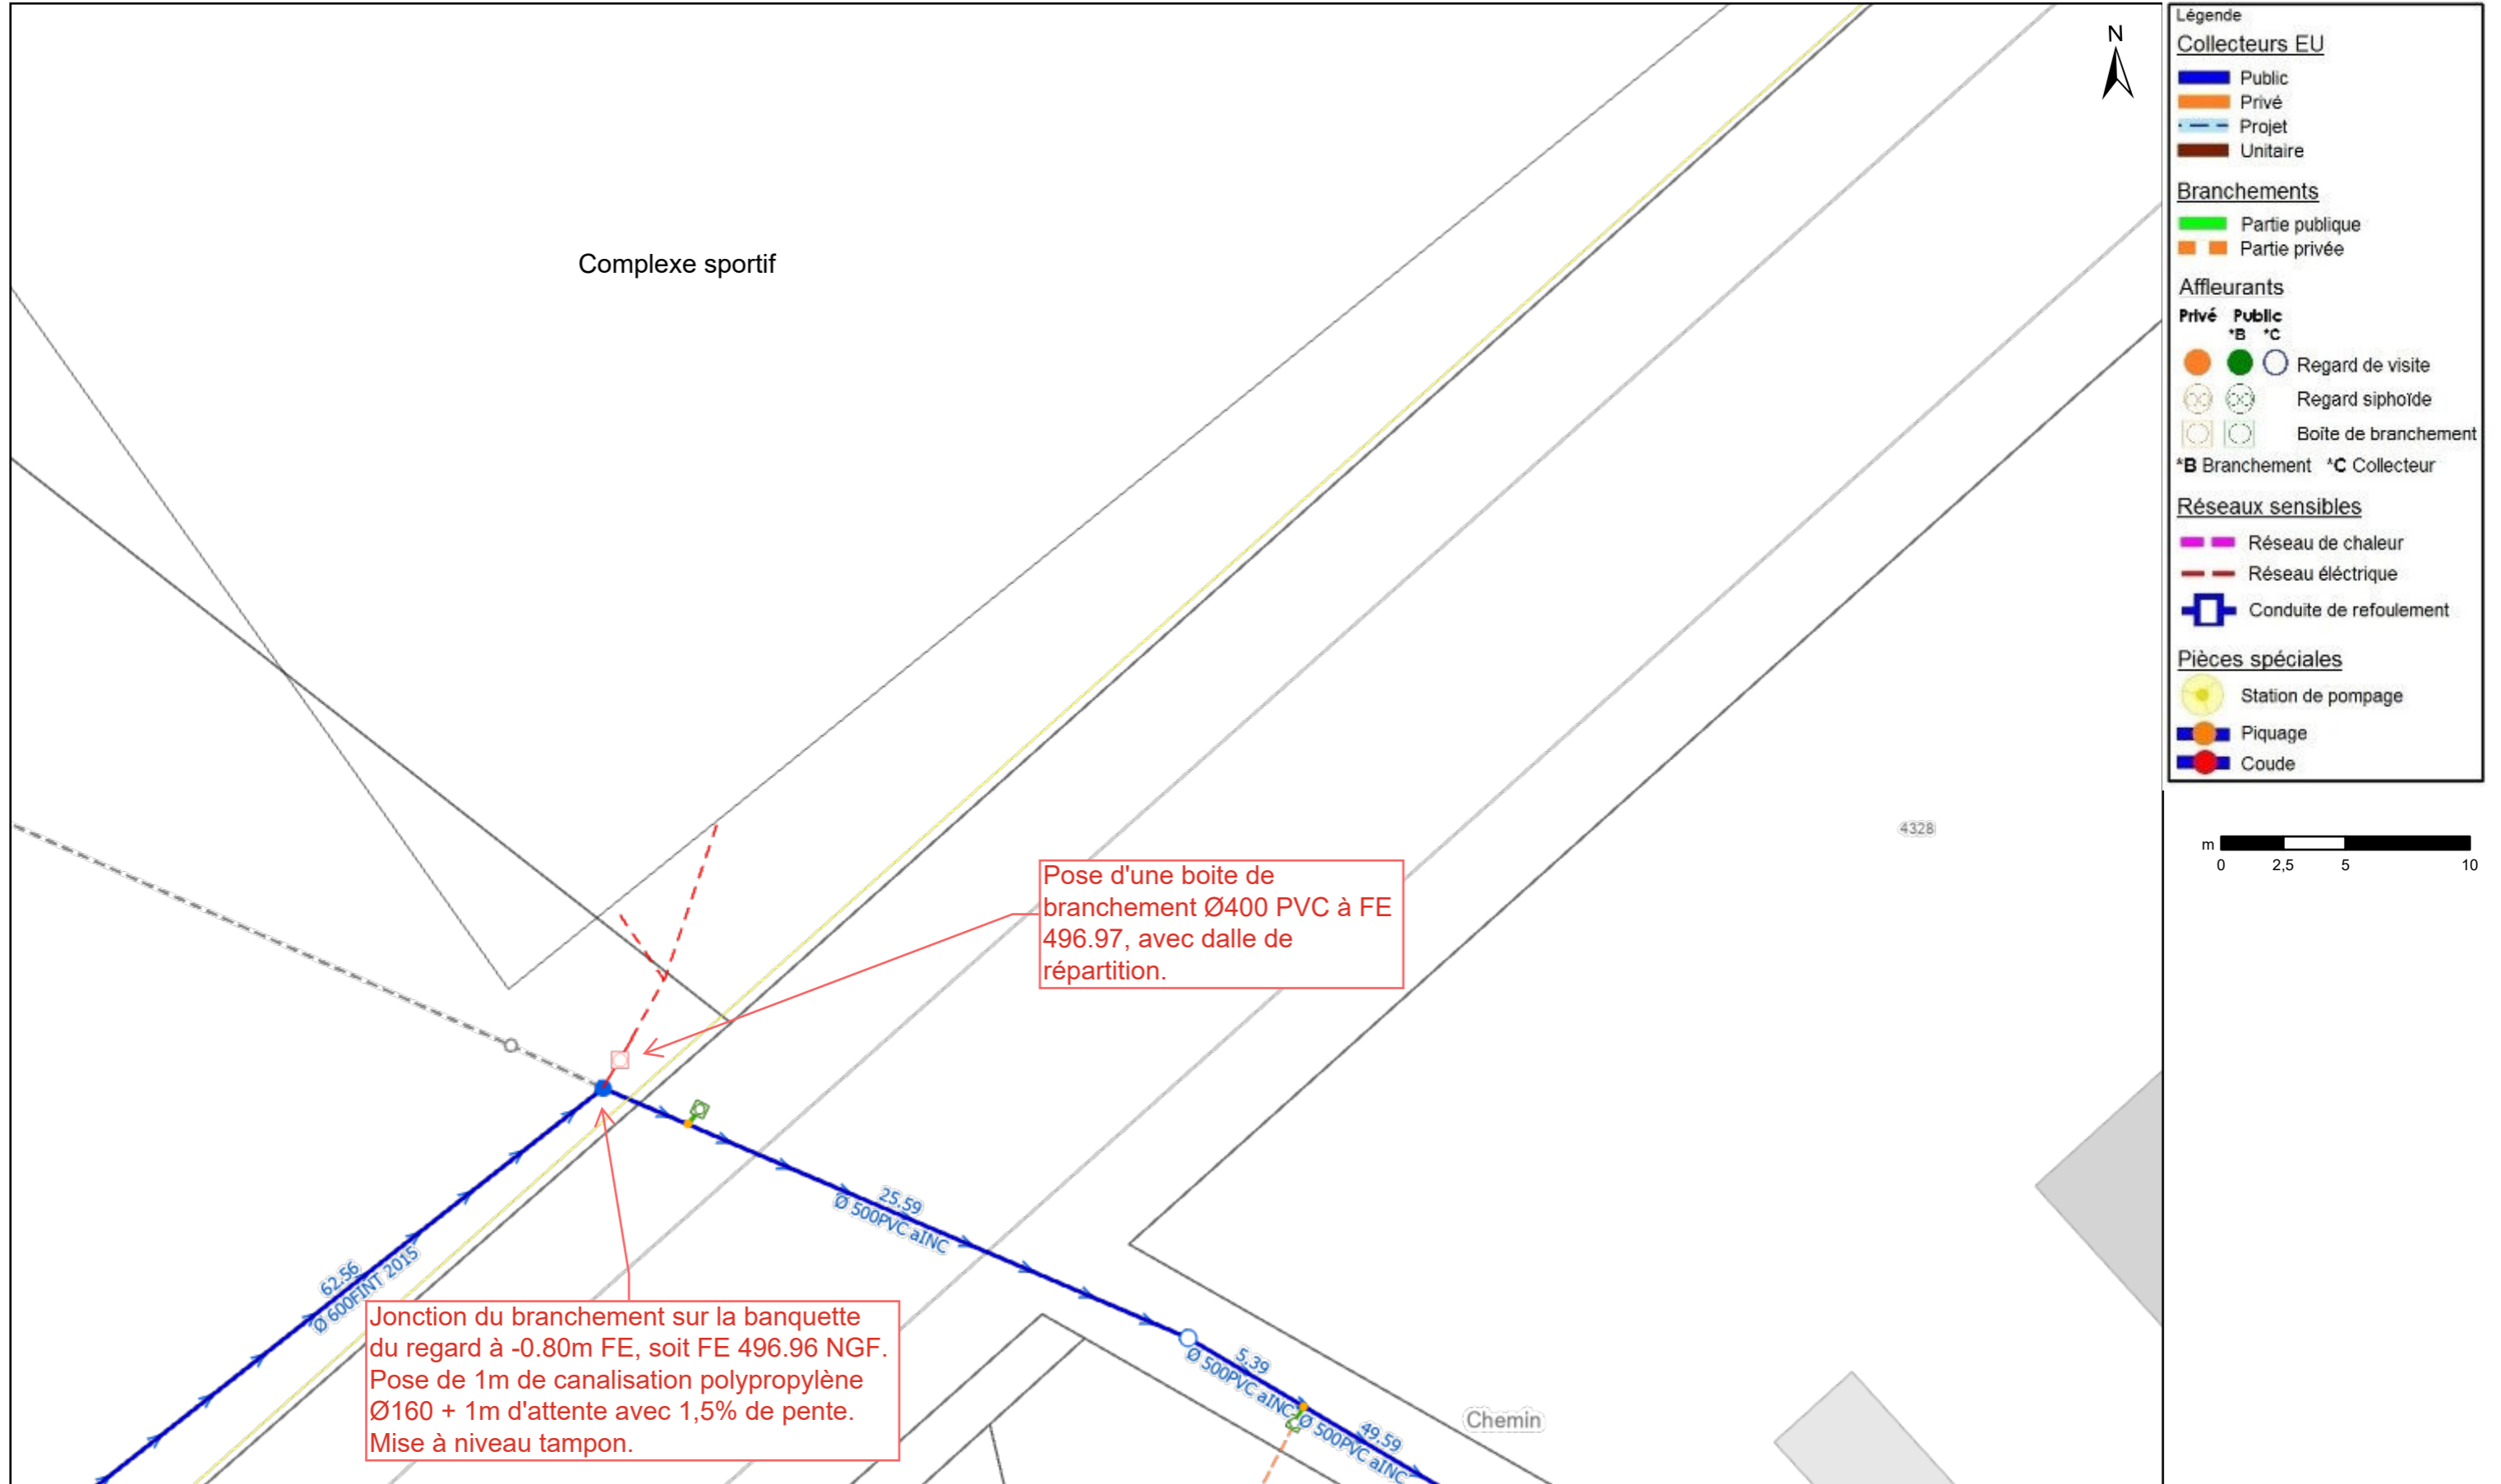 Complexe sportif
N
Pose d'une boite de
branchement Ø400 PVC à FE
496.97, avec dalle de
répartition.
4328
25,59
Ø 500PVC aINC
62,56
Ø 600FINT 2015
Jonction du branchement sur la banquette
du regard à -0.80m FE, soit FE 496.96 NGF.
Pose de 1m de canalisation polypropylène
Ø160 + 1m d'attente avec 1,5% de pente.
Mise à niveau tampon.
5,39
Ø 500PVC aINC
49,59
Ø 500PVC aINC
Chemin
Légende
Collecteurs EU
Public
Privé
Projet
Unitaire
Branchements
Partie publique
Partie privée
Affleurants
Privé Public
*B *C
Regard de visite
Regard siphoïde
Boîte de branchement
*B Branchement *C Collecteur
Réseaux sensibles
Réseau de chaleur
Réseau éléctrique
Conduite de refoulement
Pièces spéciales
Station de pompage
Piquage
Coude
m
0 2,5 5 10